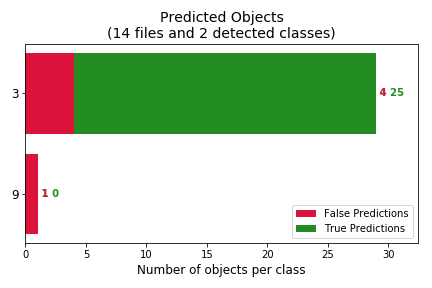 Predicted Objects
(14 files and 2 detected classes)
3
4 25
9
1 0
False Predictions
True Predictions
0 5 10 15 20 25 30
Number of objects per class